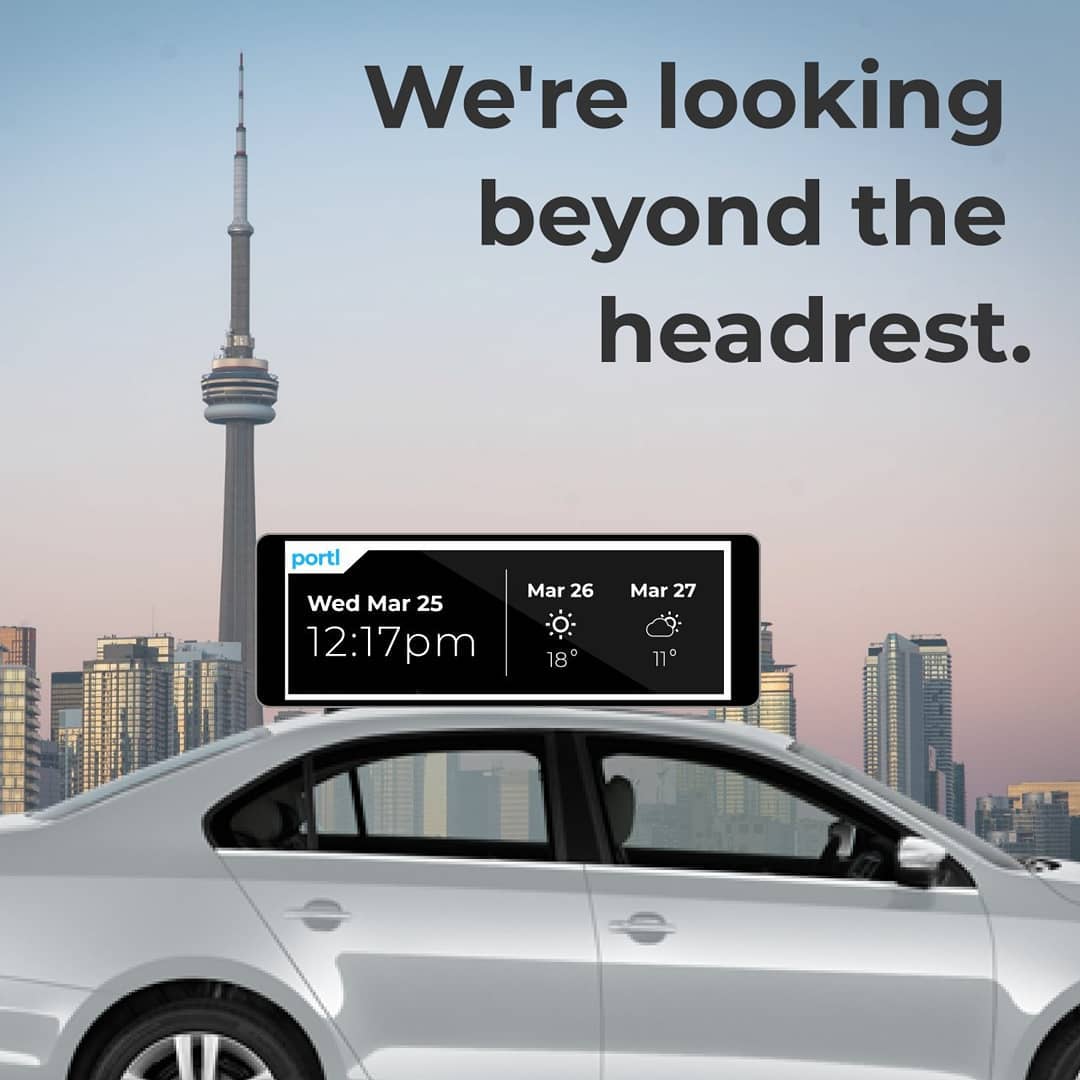 We're looking
beyond the
headrest.
portl
Wed Mar 25
12:17pm
Mar 26
18°
Mar 27
11°